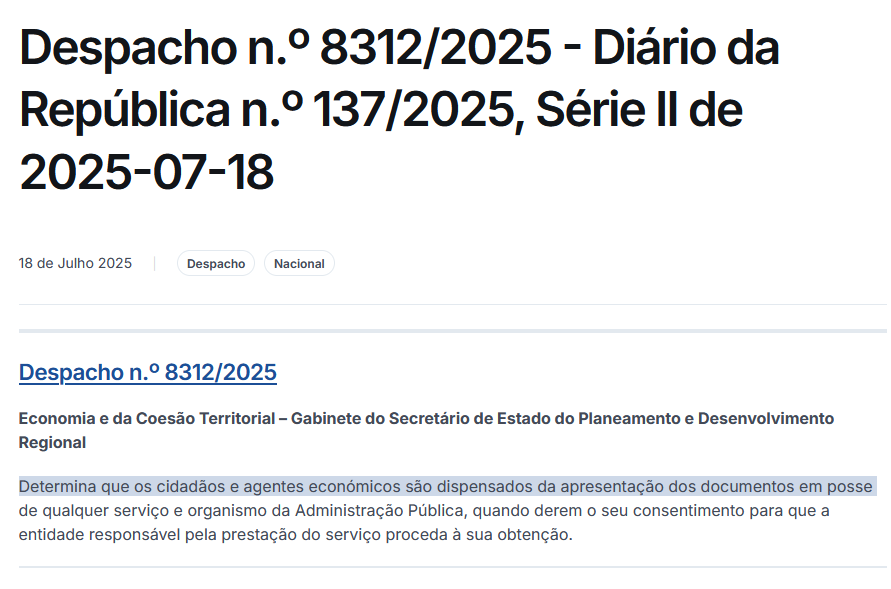 Despacho n.º 8312/2025 - Diário da
República n.º 137/2025, Série II de
2025-07-18
18 de Julho 2025
Despacho
Nacional
Despacho n.º 8312/2025
Economia e da Coesão Territorial – Gabinete do Secretário de Estado do Planeamento e Desenvolvimento
Regional
Determina que os cidadãos e agentes económicos são dispensados da apresentação dos documentos em posse
de qualquer serviço e organismo da Administração Pública, quando derem o seu consentimento para que a
entidade responsável pela prestação do serviço proceda à sua obtenção.